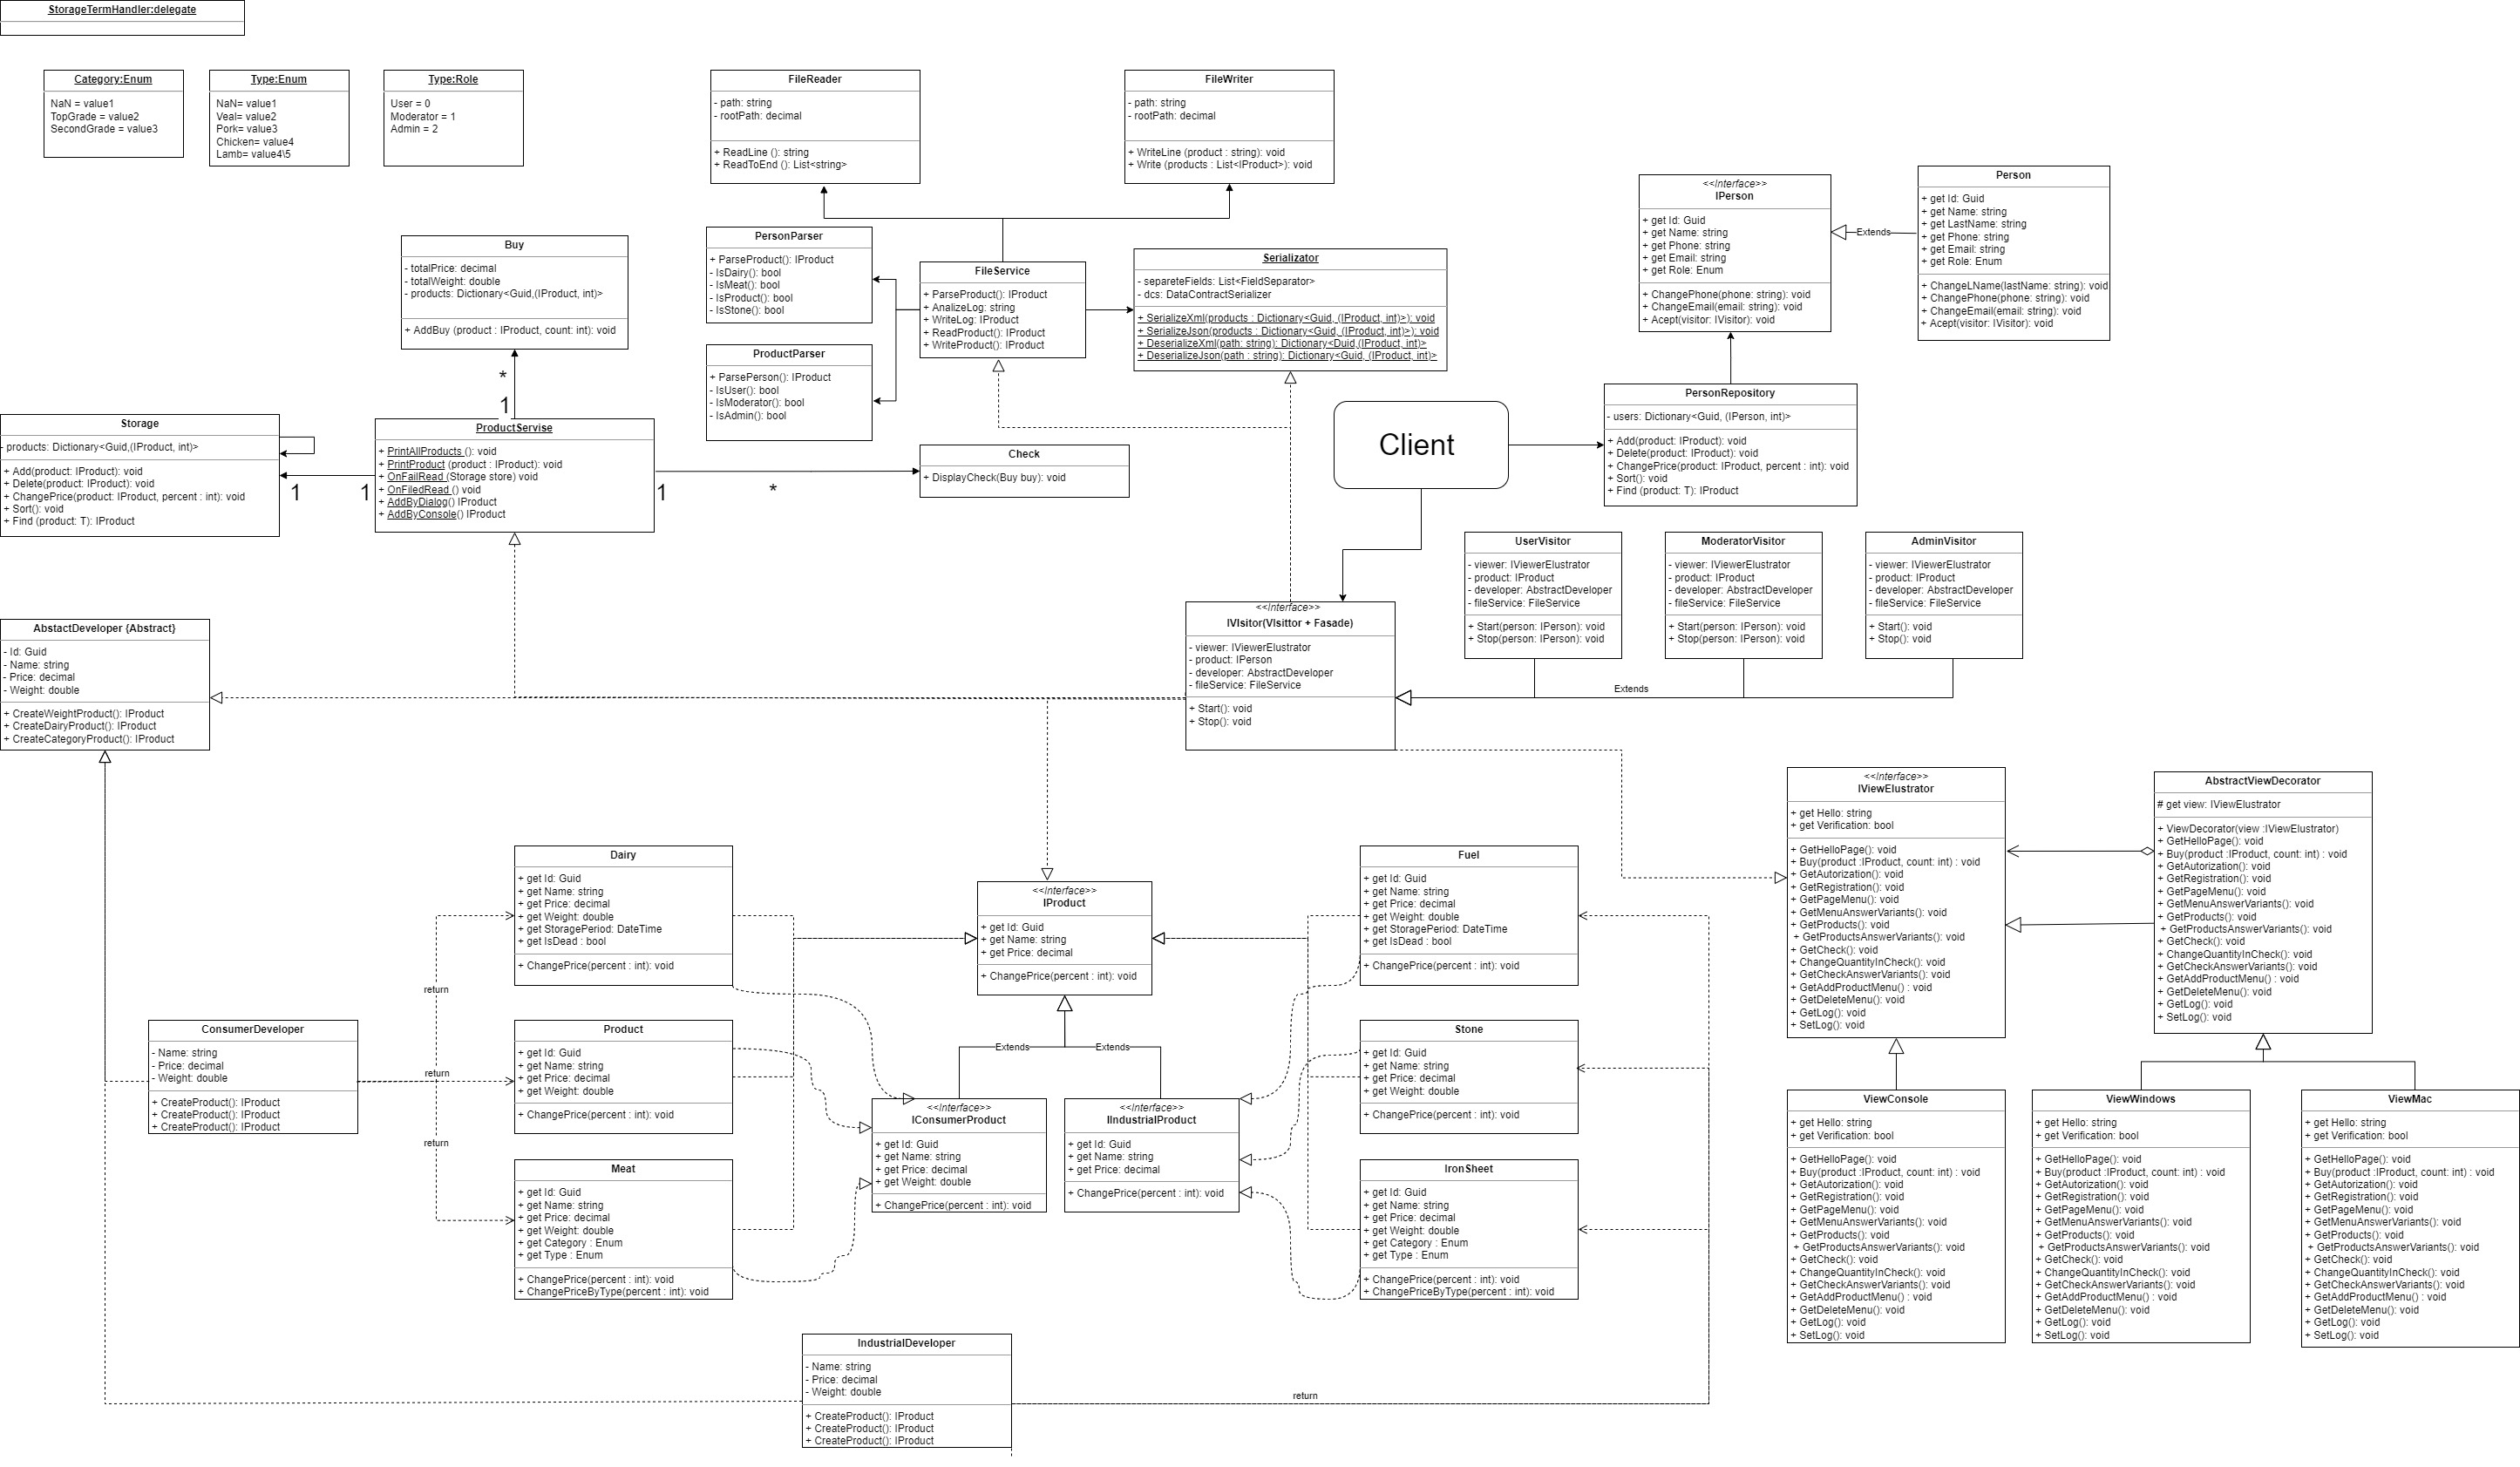 StorageTermHandler:delegate
Category:Enum
NaN = value1
TopGrade = value2
SecondGrade = value3
Type:Enum
NaN= value1
Veal= value2
Pork= value3
Chicken= value4
Lamb= value4\5
Type:Role
User = 0
Moderator = 1
Admin = 2
FileReader
- path: string
- rootPath: decimal
+ ReadLine (): string
+ ReadToEnd (): List<string>
FileWriter
- path: string
- rootPath: decimal
+ WriteLine (product : string): void
+ Write (products : List<IProduct>): void
<<Interface>>
IPerson
+ get Id: Guid
+ get Name: string
+ get Phone: string
+ get Email: string
+ get Role: Enum
+ ChangePhone(phone: string): void
+ ChangeEmail(email: string): void
+ Acept(visitor: IVisitor): void
Extends
Person
+ get Id: Guid
+ get Name: string
+ get LastName: string
+ get Phone: string
+ get Email: string
+ get Role: Enum
+ ChangeLName(lastName: string): void
+ ChangePhone(phone: string): void
+ ChangeEmail(email: string): void
+ Acept(visitor: IVisitor): void
Buy
- totalPrice: decimal
- totalWeight: double
- products: Dictionary<Guid,(IProduct, int)>
+ AddBuy (product : IProduct, count: int): void
PersonParser
+ ParseProduct(): IProduct
- IsDairy(): bool
- IsMeat(): bool
- IsProduct(): bool
- IsStone(): bool
FileService
+ ParseProduct(): IProduct
+ AnalizeLog: string
+ WriteLog: IProduct
+ ReadProduct(): IProduct
+ WriteProduct(): IProduct
Serializator
- separeteFields: List<FieldSeparator>
- dcs: DataContractSerializer
+ SerializeXml(products : Dictionary<Guid, (IProduct, int)>): void
+ SerializeJson(products : Dictionary<Guid, (IProduct, int)>): void
+ DeserializeXml(path: string): Dictionary<Duid,(IProduct, int)>
+ DeserializeJson(path : string): Dictionary<Guid, (IProduct, int)>
ProductParser
+ ParsePerson(): IProduct
- IsUser(): bool
- IsModerator(): bool
- IsAdmin(): bool
*
1
Storage
- products: Dictionary<Guid,(IProduct, int)>
+ Add(product: IProduct): void
+ Delete(product: IProduct): void
+ ChangePrice(product: IProduct, percent : int): void
+ Sort(): void
+ Find (product: T): IProduct
1
1
ProductServise
+ PrintAllProducts (): void
+ PrintProduct (product : IProduct): void
+ OnFailRead (Storage store) void
+ OnFiledRead () void
+ AddByDialog() IProduct
+ AddByConsole() IProduct
1
*
Check
+ DisplayCheck(Buy buy): void
Client
PersonRepository
- users: Dictionary<Guid, (IPerson, int)>
+ Add(product: IProduct): void
+ Delete(product: IProduct): void
+ ChangePrice(product: IProduct, percent : int): void
+ Sort(): void
+ Find (product: T): IProduct
UserVisitor
- viewer: IViewerElustrator
- product: IProduct
- developer: AbstractDeveloper
- fileService: FileService
+ Start(person: IPerson): void
+ Stop(person: IPerson): void
ModeratorVisitor
- viewer: IViewerElustrator
- product: IProduct
- developer: AbstractDeveloper
- fileService: FileService
+ Start(person: IPerson): void
+ Stop(person: IPerson): void
AdminVisitor
- viewer: IViewerElustrator
- product: IProduct
- developer: AbstractDeveloper
- fileService: FileService
+ Start(): void
+ Stop(): void
Extends
<<Interface>>
IVIsitor(VIsittor + Fasade)
- viewer: IViewerElustrator
- product: IPerson
- developer: AbstractDeveloper
- fileService: FileService
+ Start(): void
+ Stop(): void
AbstactDeveloper {Abstract}
- Id: Guid
- Name: string
- Price: decimal
- Weight: double
+ CreateWeightProduct(): IProduct
+ CreateDairyProduct(): IProduct
+ CreateCategoryProduct(): IProduct
<<Interface>>
IViewElustrator
+ get Hello: string
+ get Verification: bool
+ GetHelloPage(): void
+ Buy(product :IProduct, count: int) : void
+ GetAutorization(): void
+ GetRegistration(): void
+ GetPageMenu(): void
+ GetMenuAnswerVariants(): void
+ GetProducts(): void
+ GetProductsAnswerVariants(): void
+ GetCheck(): void
+ ChangeQuantityInCheck(): void
+ GetCheckAnswerVariants(): void
+ GetAddProductMenu() : void
+ GetDeleteMenu(): void
+ GetLog(): void
+ SetLog(): void
AbstractViewDecorator
# get view: IViewElustrator
+ ViewDecorator(view :IViewElustrator)
+ GetHelloPage(): void
+ Buy(product :IProduct, count: int) : void
+ GetAutorization(): void
+ GetRegistration(): void
+ GetPageMenu(): void
+ GetMenuAnswerVariants(): void
+ GetProducts(): void
+ GetProductsAnswerVariants(): void
+ GetCheck(): void
+ ChangeQuantityInCheck(): void
+ GetCheckAnswerVariants(): void
+ GetAddProductMenu() : void
+ GetDeleteMenu(): void
+ GetLog(): void
+ SetLog(): void
Dairy
+ get Id: Guid
+ get Name: string
+ get Price: decimal
+ get Weight: double
+ get StoragePeriod: DateTime
+ get IsDead : bool
+ ChangePrice(percent : int): void
<<Interface>>
IProduct
+ get Id: Guid
+ get Name: string
+ get Price: decimal
+ ChangePrice(percent : int): void
Fuel
+ get Id: Guid
+ get Name: string
+ get Price: decimal
+ get Weight: double
+ get StoragePeriod: DateTime
+ get IsDead : bool
+ ChangePrice(percent : int): void
return
return
return
ConsumerDeveloper
- Name: string
- Price: decimal
- Weight: double
+ CreateProduct(): IProduct
+ CreateProduct(): IProduct
+ CreateProduct(): IProduct
Product
+ get Id: Guid
+ get Name: string
+ get Price: decimal
+ get Weight: double
+ ChangePrice(percent : int): void
Extends
Extends
Stone
+ get Id: Guid
+ get Name: string
+ get Price: decimal
+ get Weight: double
+ ChangePrice(percent : int): void
<<Interface>>
IConsumerProduct
+ get Id: Guid
+ get Name: string
+ get Price: decimal
+ get Weight: double
+ ChangePrice(percent : int): void
<<Interface>>
IIndustrialProduct
+ get Id: Guid
+ get Name: string
+ get Price: decimal
+ ChangePrice(percent : int): void
Meat
+ get Id: Guid
+ get Name: string
+ get Price: decimal
+ get Weight: double
+ get Category : Enum
+ get Type : Enum
+ ChangePrice(percent : int): void
+ ChangePriceByType(percent : int): void
IronSheet
+ get Id: Guid
+ get Name: string
+ get Price: decimal
+ get Weight: double
+ get Category : Enum
+ get Type : Enum
+ ChangePrice(percent : int): void
+ ChangePriceByType(percent : int): void
ViewConsole
+ get Hello: string
+ get Verification: bool
+ GetHelloPage(): void
+ Buy(product :IProduct, count: int) : void
+ GetAutorization(): void
+ GetRegistration(): void
+ GetPageMenu(): void
+ GetMenuAnswerVariants(): void
+ GetProducts(): void
+ GetProductsAnswerVariants(): void
+ GetCheck(): void
+ ChangeQuantityInCheck(): void
+ GetCheckAnswerVariants(): void
+ GetAddProductMenu() : void
+ GetDeleteMenu(): void
+ GetLog(): void
+ SetLog(): void
ViewWindows
+ get Hello: string
+ get Verification: bool
+ GetHelloPage(): void
+ Buy(product :IProduct, count: int) : void
+ GetAutorization(): void
+ GetRegistration(): void
+ GetPageMenu(): void
+ GetMenuAnswerVariants(): void
+ GetProducts(): void
+ GetProductsAnswerVariants(): void
+ GetCheck(): void
+ ChangeQuantityInCheck(): void
+ GetCheckAnswerVariants(): void
+ GetAddProductMenu() : void
+ GetDeleteMenu(): void
+ GetLog(): void
+ SetLog(): void
ViewMac
+ get Hello: string
+ get Verification: bool
+ GetHelloPage(): void
+ Buy(product :IProduct, count: int) : void
+ GetAutorization(): void
+ GetRegistration(): void
+ GetPageMenu(): void
+ GetMenuAnswerVariants(): void
+ GetProducts(): void
+ GetProductsAnswerVariants(): void
+ GetCheck(): void
+ ChangeQuantityInCheck(): void
+ GetCheckAnswerVariants(): void
+ GetAddProductMenu() : void
+ GetDeleteMenu(): void
+ GetLog(): void
+ SetLog(): void
IndustrialDeveloper
- Name: string
- Price: decimal
- Weight: double
+ CreateProduct(): IProduct
+ CreateProduct(): IProduct
+ CreateProduct(): IProduct
return